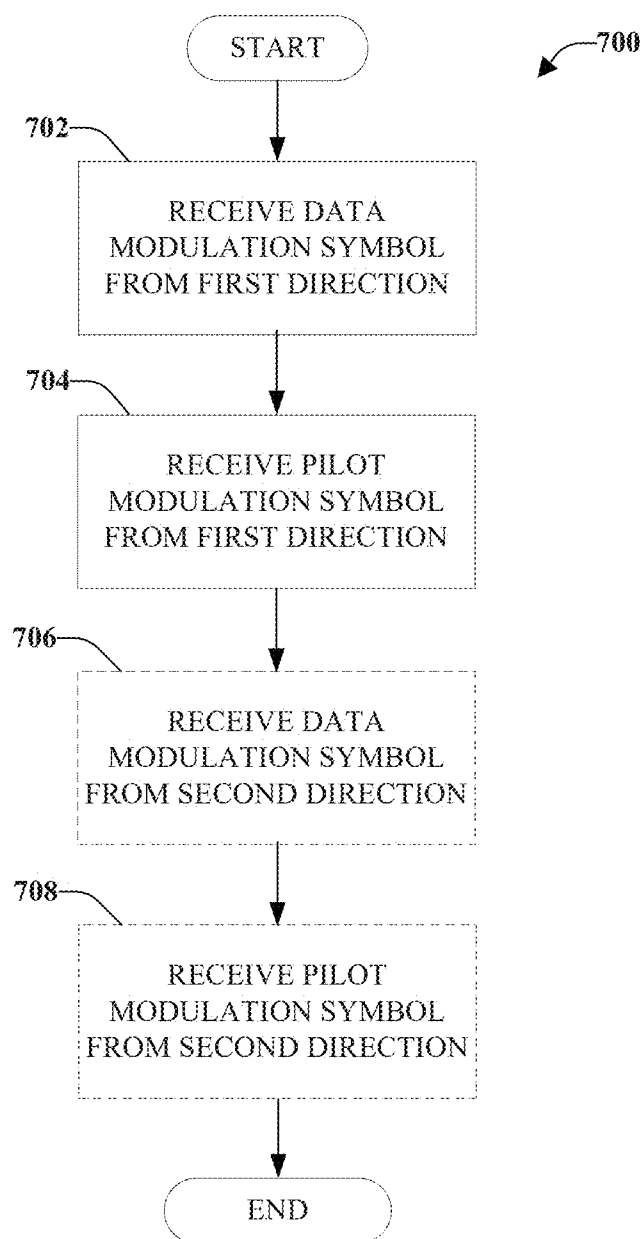 START
700
702
RECEIVE DATA
MODULATION SYMBOL
FROM FIRST DIRECTION
704
RECEIVE PILOT
MODULATION SYMBOL
FROM FIRST DIRECTION
706
RECEIVE DATA
MODULATION SYMBOL
FROM SECOND DIRECTION
708
RECEIVE PILOT
MODULATION SYMBOL
FROM SECOND DIRECTION
END